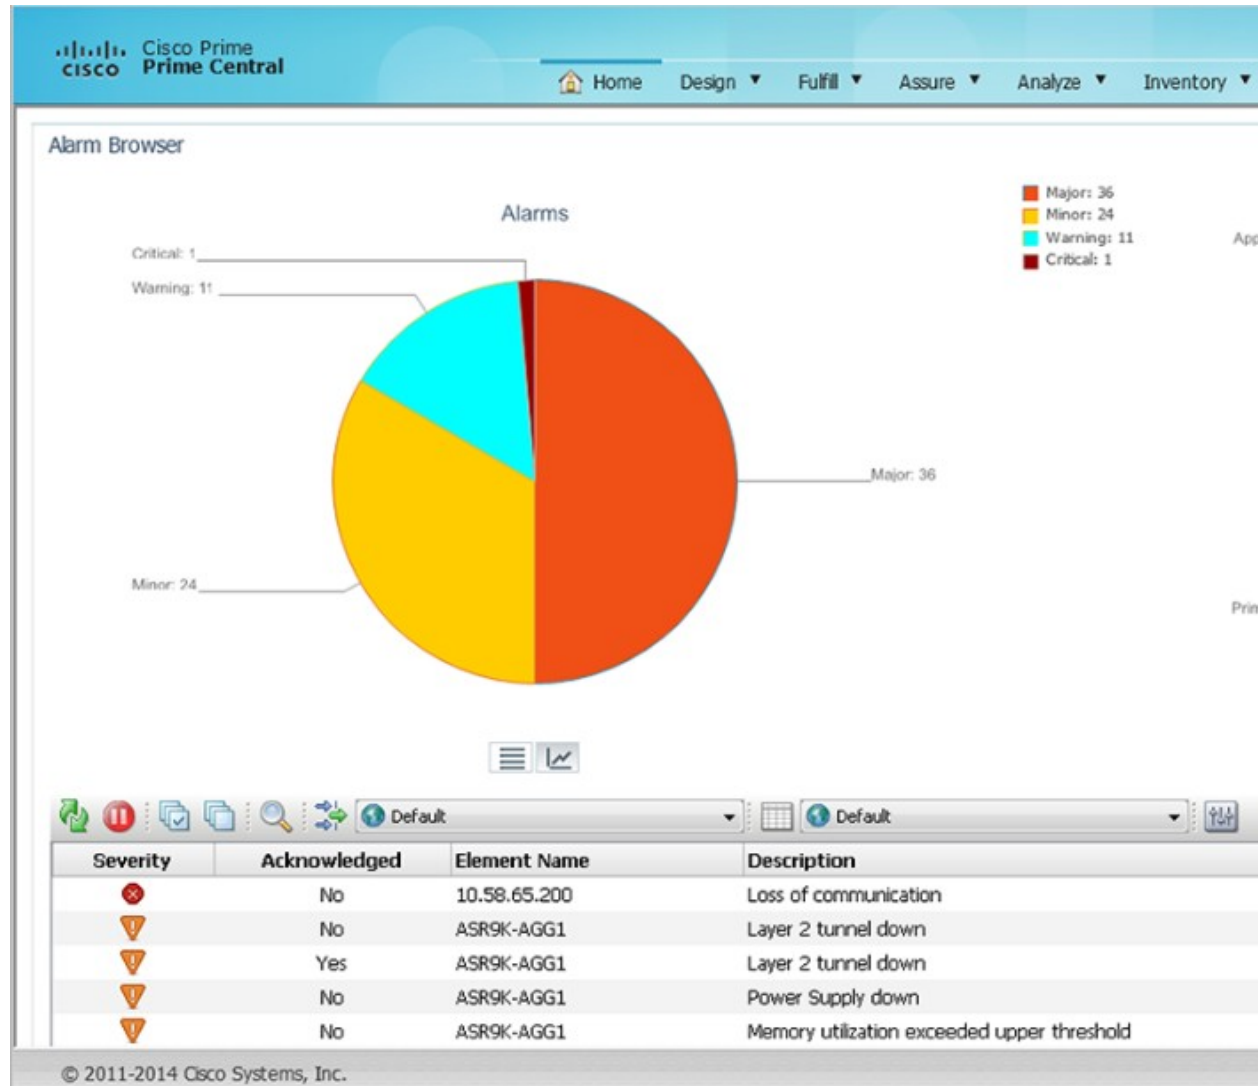 CISCO Cisco Prime
Prime Central
Home Design Fulfill Assure Analyze Inventory
Alarm Browser
Alarms
Major: 36
Minor: 24
Warning: 11
Critical: 1
App
Critical: 1
Warning: 11
Major: 36
Minor: 24
Prim
Default Default
Severity Acknowledged Element Name Description
No 10.58.65.200 Loss of communication
No ASR9K-AGG1 Layer 2 tunnel down
Yes ASR9K-AGG1 Layer 2 tunnel down
No ASR9K-AGG1 Power Supply down
No ASR9K-AGG1 Memory utilization exceeded upper threshold
© 2011-2014 Cisco Systems, Inc.